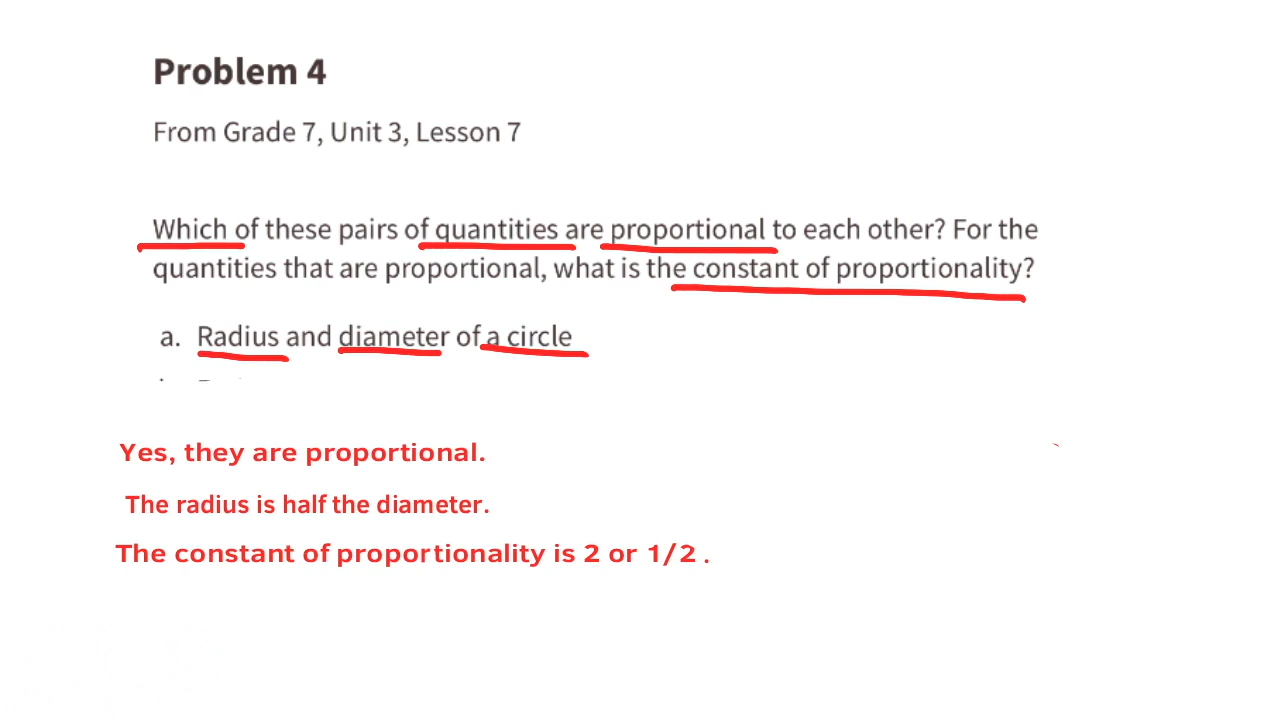 Problem 4
From Grade 7, Unit 3, Lesson 7
Which of these pairs of quantities are proportional to each other? For the
quantities that are proportional, what is the constant of proportionality?
a. Radius and diameter of a circle
Yes, they are proportional.
The radius is half the diameter.
The constant of proportionality is 2 or 1/2 .